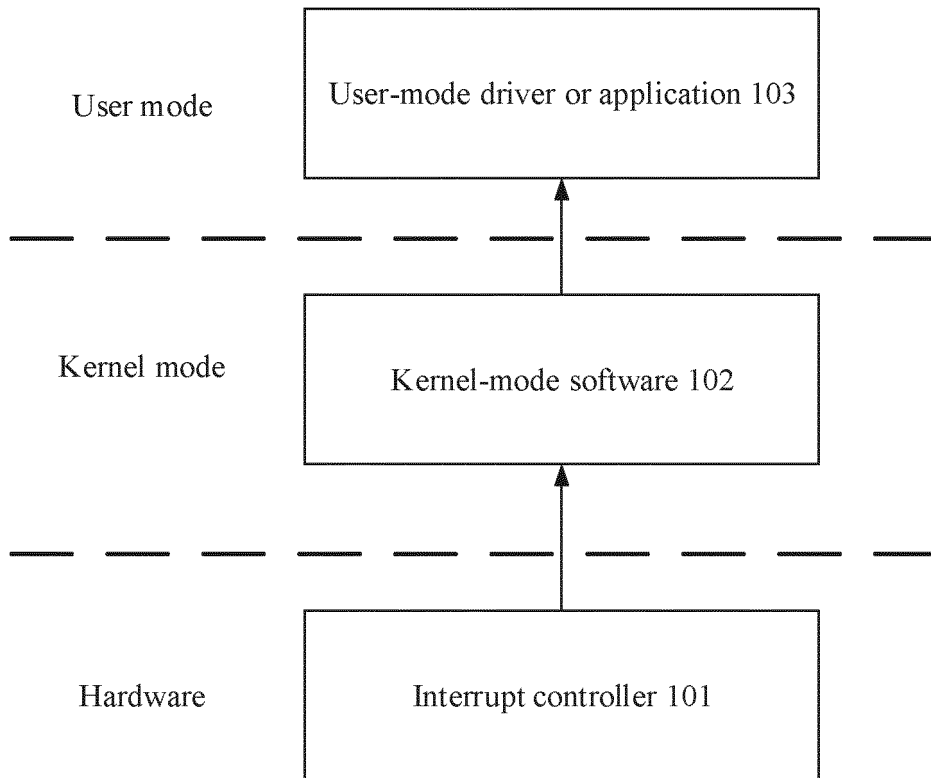 User mode
User-mode driver or application 103
Kernel mode
Kernel-mode software 102
Hardware
Interrupt controller 101